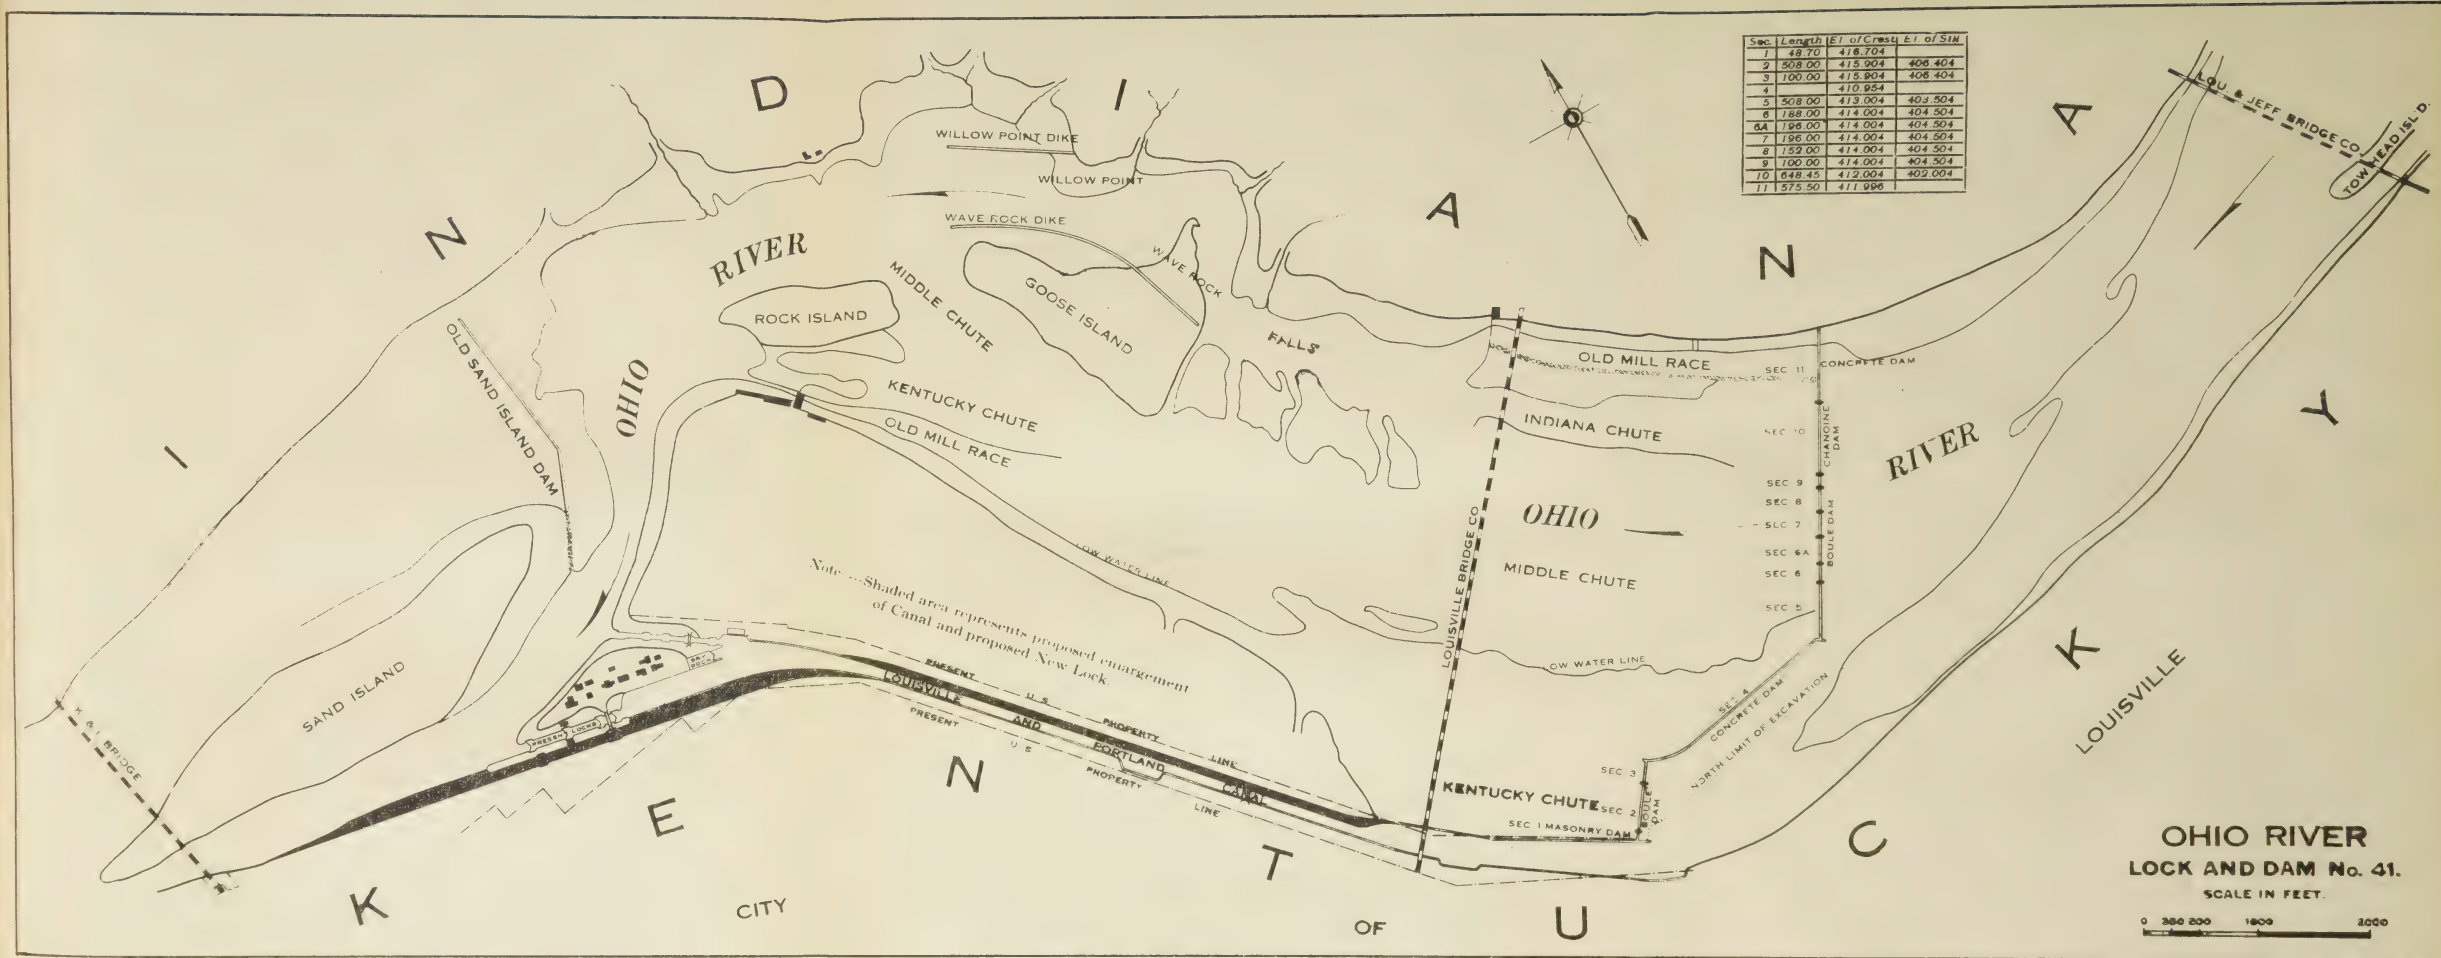 Sec. Length El. of Crest El. of Sill
1 48.70 416.704
2 508.00 415.904 406.404
3 100.00 415.904 406.404
4 410.954
5 508.00 413.004 403.504
6 188.00 414.004 404.504
6A 196.00 414.004 404.504
7 196.00 414.004 404.504
8 152.00 414.004 404.504
9 100.00 414.004 404.504
10 648.45 412.004 402.004
11 575.50 411.996
INDIANA
LOU. & JEFF BRIDGE CO.
TOWHEAD ISL'D.
WILLOW POINT DIKE
WILLOW POINT
WAVE ROCK DIKE
WAVE ROCK
OHIO RIVER
MIDDLE CHUTE
GOOSE ISLAND
ROCK ISLAND
FALLS
KENTUCKY CHUTE
OLD MILL RACE
OLD SAND ISLAND DAM
SAND ISLAND
K & I BRIDGE
OLD MILL RACE
SEC 11
CONCRETE DAM
INDIANA CHUTE
SEC 10
CHANOINE DAM
SEC 9
SEC 8
SEC 7
SEC 6A
SEC 6
SEC 5
BOULE DAM
OHIO
RIVER
MIDDLE CHUTE
LOUISVILLE BRIDGE CO
LOW WATER LINE
OW WATER LINE
SEC 4
CONCRETE DAM
NORTH LIMIT OF EXCAVATION
SEC 3
KENTUCKY CHUTE
SEC 2
BOULE DAM
SEC 1 MASONRY DAM
Note.—Shaded area represents proposed enlargement
of Canal and proposed New Lock.
DRY DOCK
PRESENT LOCKS
PRESENT U.S PROPERTY LINE
LOUISVILLE AND PORTLAND CANAL
PRESENT U S PROPERTY LINE
KENTUCKY
CITY OF LOUISVILLE
OHIO RIVER
LOCK AND DAM No. 41.
SCALE IN FEET.
0 200 1000 2000